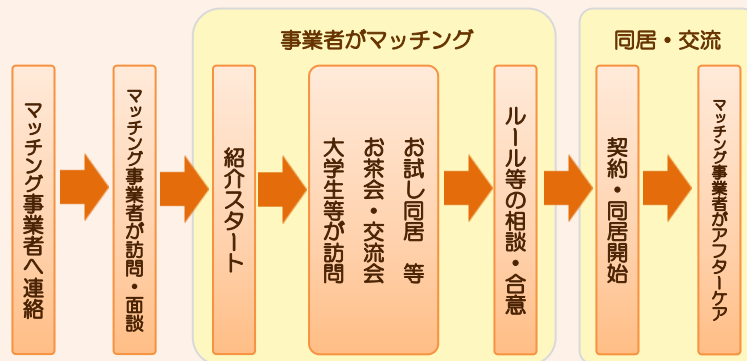 事業者がマッチング
同居・交流
マッチング事業者へ連絡
マッチング事業者が訪問・面談
紹介スタート
お試し同居 等
お茶会・交流会
大学生等が訪問
ルール等の相談・合意
契約・同居開始
マッチング事業者がアフターケア